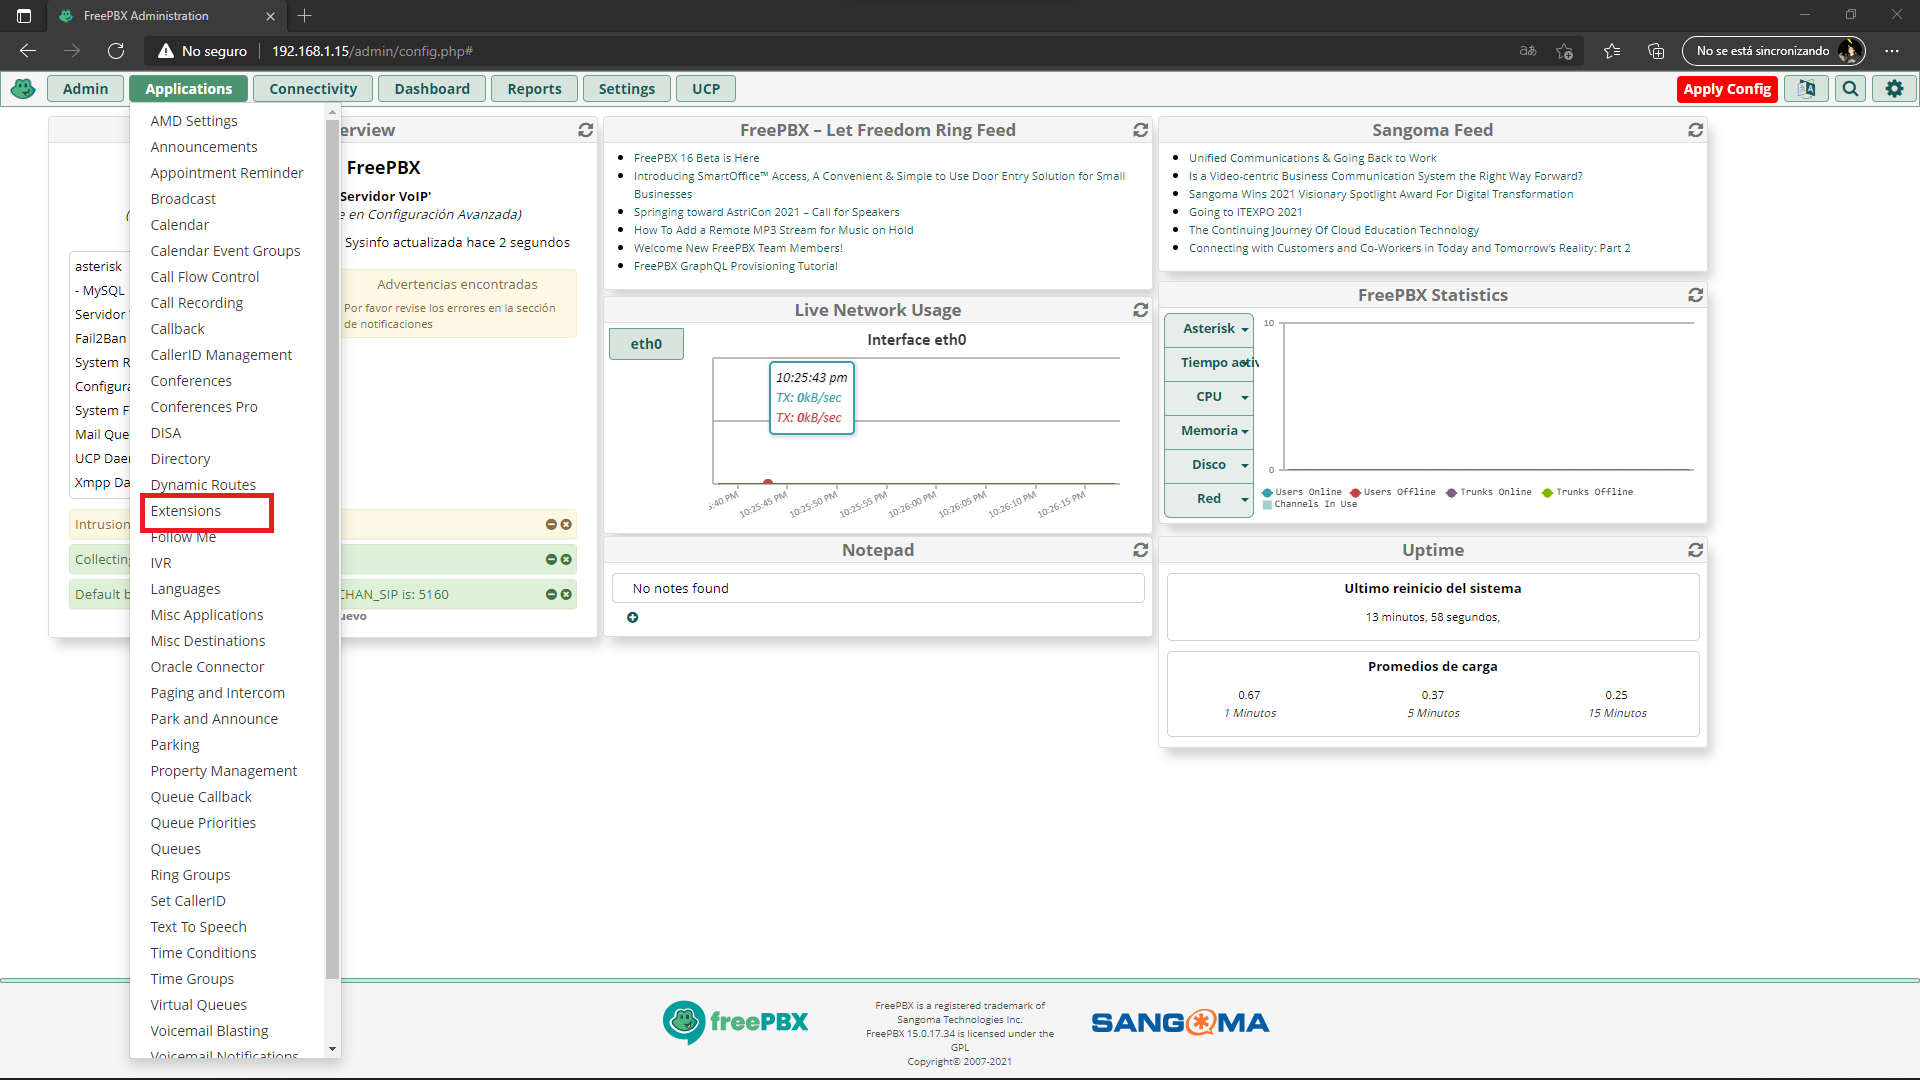 FreePBX Administration
No seguro
192.168.1.15/admin/config.php#
No se está sincronizando
Admin
Applications
Connectivity
Dashboard
Reports
Settings
UCP
Apply Config
AMD Settings
Announcements
Appointment Reminder
Broadcast
Calendar
Calendar Event Groups
Call Flow Control
Call Recording
Callback
CallerID Management
Conferences
Conferences Pro
DISA
Directory
Dynamic Routes
Extensions
Follow Me
IVR
Languages
Misc Applications
Misc Destinations
Oracle Connector
Paging and Intercom
Park and Announce
Parking
Property Management
Queue Callback
Queue Priorities
Queues
Ring Groups
Set CallerID
Text To Speech
Time Conditions
Time Groups
Virtual Queues
Voicemail Blasting
Voicemail Notifications
erview
FreePBX
Servidor VoIP'
e en Configuración Avanzada)
Sysinfo actualizada hace 2 segundos
asterisk
- MySQL
Servidor
Fail2Ban
System R
Configura
System F
Mail Que
UCP Dae
Xmpp Da
Advertencias encontradas
Por favor revise los errores en la sección
de notificaciones
Intrusion
Collecting
Default b
CHAN_SIP is: 5160
uevo
FreePBX – Let Freedom Ring Feed
FreePBX 16 Beta is Here
Introducing SmartOffice™ Access, A Convenient & Simple to Use Door Entry Solution for Small
Businesses
Springing toward AstriCon 2021 – Call for Speakers
How To Add a Remote MP3 Stream for Music on Hold
Welcome New FreePBX Team Members!
FreePBX GraphQL Provisioning Tutorial
Live Network Usage
eth0
Interface eth0
10:25:43 pm
TX: 0kB/sec
TX: 0kB/sec
5:40 PM
10:25:45 PM
10:25:50 PM
10:25:55 PM
10:26:00 PM
10:26:05 PM
10:26:10 PM
10:26:15 PM
Notepad
No notes found
Sangoma Feed
Unified Communications & Going Back to Work
Is a Video-centric Business Communication System the Right Way Forward?
Sangoma Wins 2021 Visionary Spotlight Award For Digital Transformation
Going to ITEXPO 2021
The Continuing Journey Of Cloud Education Technology
Connecting with Customers and Co-Workers in Today and Tomorrow's Reality: Part 2
FreePBX Statistics
Asterisk
Tiempo activ
CPU
Memoria
Disco
Red
10
0
Users Online
Users Offline
Trunks Online
Trunks Offline
Channels In Use
Uptime
Ultimo reinicio del sistema
13 minutos, 58 segundos,
Promedios de carga
0.67
0.37
0.25
1 Minutos
5 Minutos
15 Minutos
freePBX
FreePBX is a registered trademark of
Sangoma Technologies Inc.
FreePBX 15.0.17.34 is licensed under the
GPL
Copyright© 2007-2021
SANGOMA